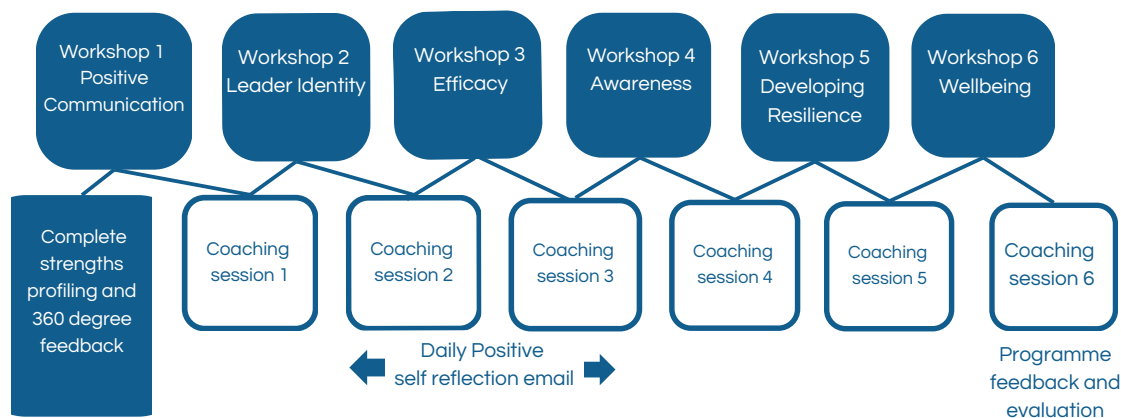 Workshop 1
Positive
Communication
Workshop 2
Leader Identity
Workshop 3
Efficacy
Workshop 4
Awareness
Workshop 5
Developing
Resilience
Workshop 6
Wellbeing
Complete
strengths
profiling and
360 degree
feedback
Coaching
session 1
Coaching
session 2
Coaching
session 3
Coaching
session 4
Coaching
session 5
Coaching
session 6
Daily Positive
self reflection email
Programme
feedback and
evaluation